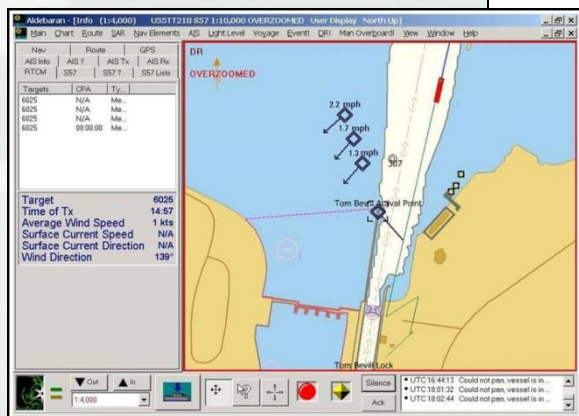 Aldebaran - [Info (1:4,000) US5TT218 S57 1:10,000 OVERZOOMED User Display North Up]
Main Chart Route SAR Nav Elements AIS Light Level Voyage Event! DR! Man Overboard! View Window Help
Nav Route GPS
AIS Info AIS ? AIS Tx AIS Rx
RTCM S57 S57 ? S57 Lists
Targets CPA Ty...
6025 N/A Me...
6025 N/A Me...
6025 N/A Me...
6025 00:00:00 Me...
Target 6025
Time of Tx 14:57
Average Wind Speed 1 kts
Surface Current Speed N/A
Surface Current Direction N/A
Wind Direction 139°
DR
OVERZOOMED
2.2 mph
1.7 mph
1.3 mph
307
Tom Bevill Arrival Point
Tom Bevill Lock
Out In
1:4,000
Silence
Ack
UTC 16:44:13 Could not pan, vessel is in ...
UTC 18:01:32 Could not pan, vessel is in ...
UTC 18:02:44 Could not pan, vessel is in ...